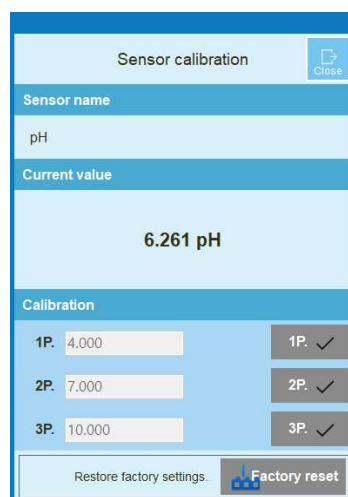 Sensor calibration
Close
Sensor name
pH
Current value
6.261 pH
Calibration
1P. 4.000 1P.
2P. 7.000 2P.
3P. 10.000 3P.
Restore factory settings. Factory reset